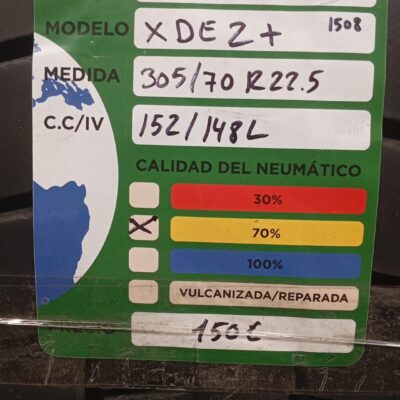 MODELO XDE2+ 1508
MEDIDA 305/70 R22.5
C.C/IV 152/148L
CALIDAD DEL NEUMÁTICO
30%
X 70%
100%
VULCANIZADA/REPARADA
150€